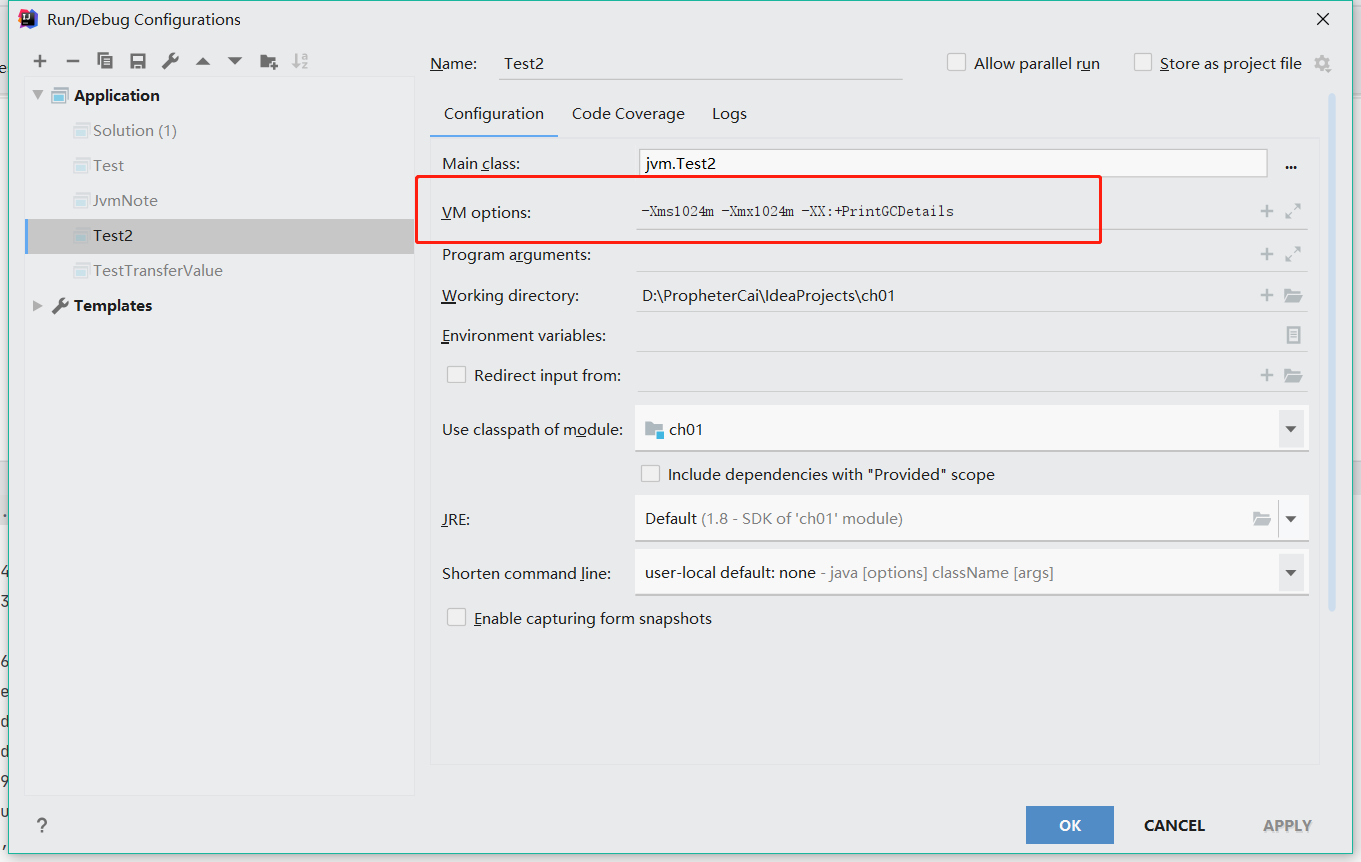 Run/Debug Configurations
Name: Test2 Allow parallel run Store as project file
Application
Solution (1)
Test
JvmNote
Test2
TestTransferValue
Templates
Configuration Code Coverage Logs
Main class: jvm.Test2 ...
VM options: -Xms1024m -Xmx1024m -XX:+PrintGCDetails
Program arguments:
Working directory: D:\PropheterCai\IdeaProjects\ch01
Environment variables:
Redirect input from:
Use classpath of module: ch01
Include dependencies with "Provided" scope
JRE: Default (1.8 - SDK of 'ch01' module)
Shorten command line: user-local default: none - java [options] className [args]
Enable capturing form snapshots
? OK CANCEL APPLY